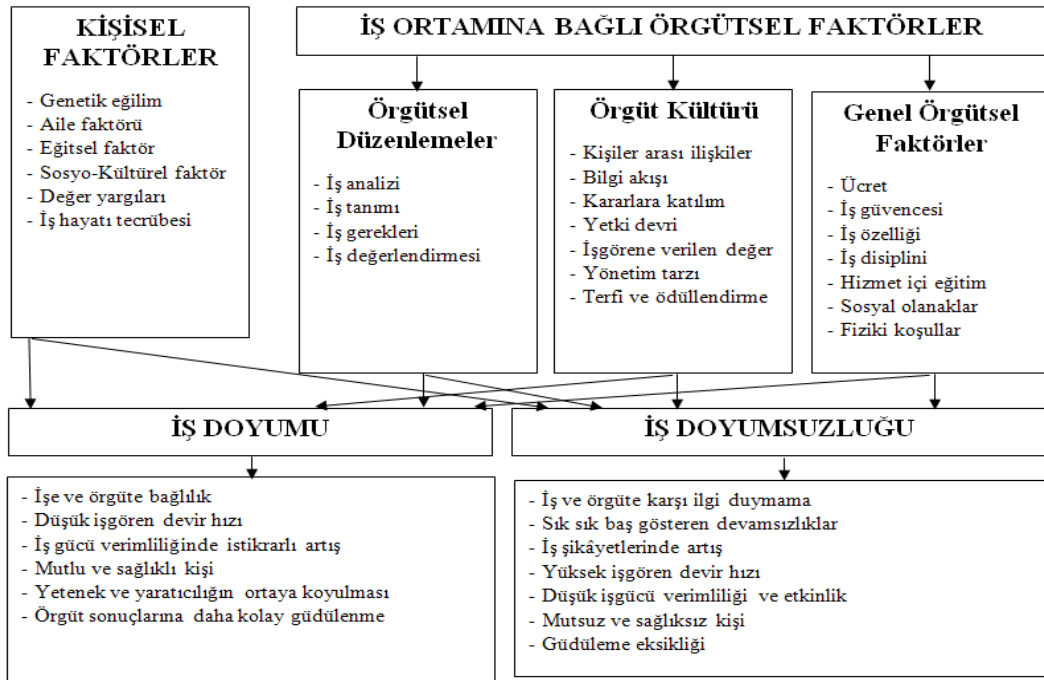 KİŞİSEL
FAKTÖRLER
- Genetik eğilim
- Aile faktörü
- Eğitsel faktör
- Sosyo-Kültürel faktör
- Değer yargıları
- İş hayatı tecrübesi
İŞ ORTAMINA BAĞLI ÖRGÜTSEL FAKTÖRLER
Örgütsel
Düzenlemeler
- İş analizi
- İş tanımı
- İş gerekleri
- İş değerlendirmesi
Örgüt Kültürü
- Kişiler arası ilişkiler
- Bilgi akışı
- Kararlara katılım
- Yetki devri
- İşgörene verilen değer
- Yönetim tarzı
- Terfi ve ödüllendirme
Genel Örgütsel
Faktörler
- Ücret
- İş güvencesi
- İş özelliği
- İş disiplini
- Hizmet içi eğitim
- Sosyal olanaklar
- Fiziki koşullar
İŞ DOYUMU
- İşe ve örgüte bağlılık
- Düşük işgören devir hızı
- İş gücü verimliliğinde istikrarlı artış
- Mutlu ve sağlıklı kişi
- Yetenek ve yaratıcılığın ortaya koyulması
- Örgüt sonuçlarına daha kolay güdülenme
İŞ DOYUMSUZLUĞU
- İş ve örgüte karşı ilgi duymama
- Sık sık baş gösteren devamsızlıklar
- İş şikâyetlerinde artış
- Yüksek işgören devir hızı
- Düşük işgücü verimliliği ve etkinlik
- Mutsuz ve sağlıksız kişi
- Güdüleme eksikliği